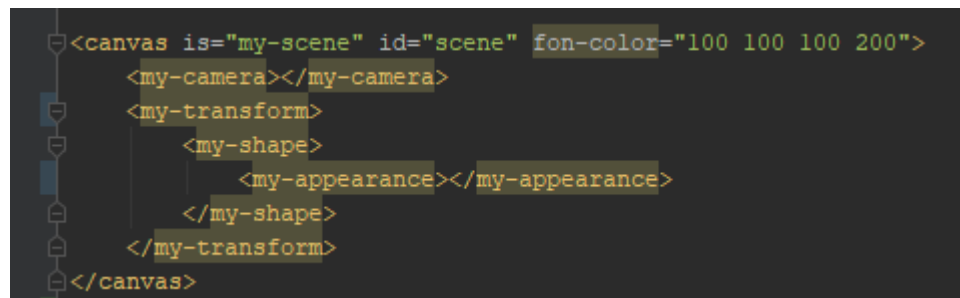 <canvas is="my-scene" id="scene" fon-color="100 100 100 200">
<my-camera></my-camera>
<my-transform>
<my-shape>
<my-appearance></my-appearance>
</my-shape>
</my-transform>
</canvas>